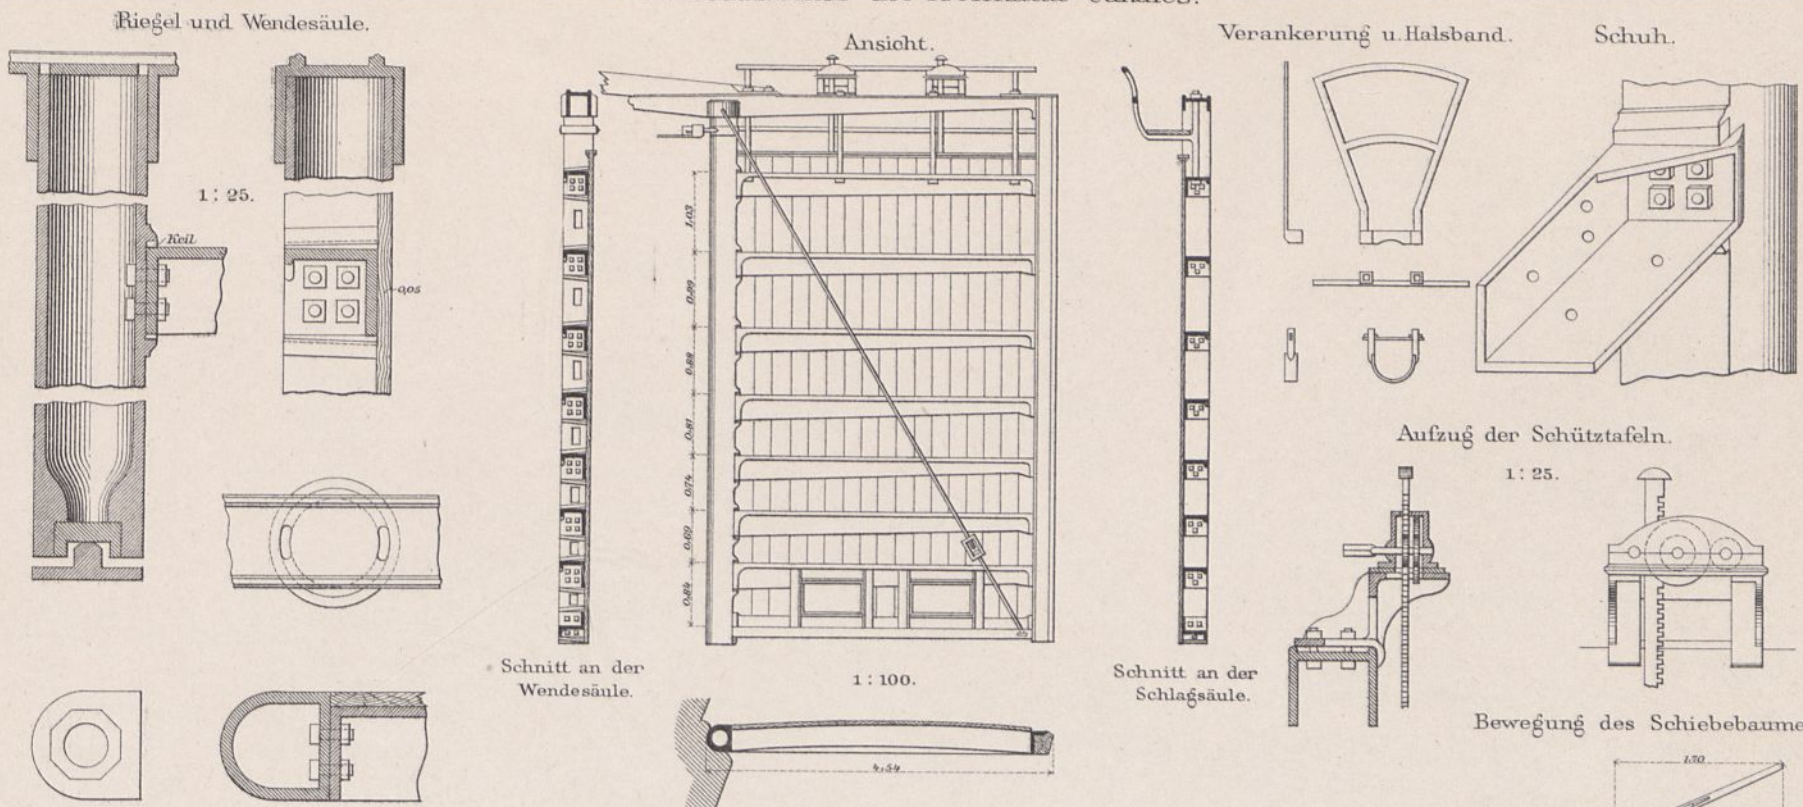 Riegel und Wendesäule.
Ansicht.
Verankerung u. Halsband.
Schuh.
1:25.
Keil
0,05
1,03
0,99
0,88
0,81
0,74
0,69
0,84
Aufzug der Schütztafeln.
1:25.
Schnitt an der
Wendesäule.
1:100.
Schnitt an der
Schlagsäule.
Bewegung des Schiebebaume
4,54
1,30